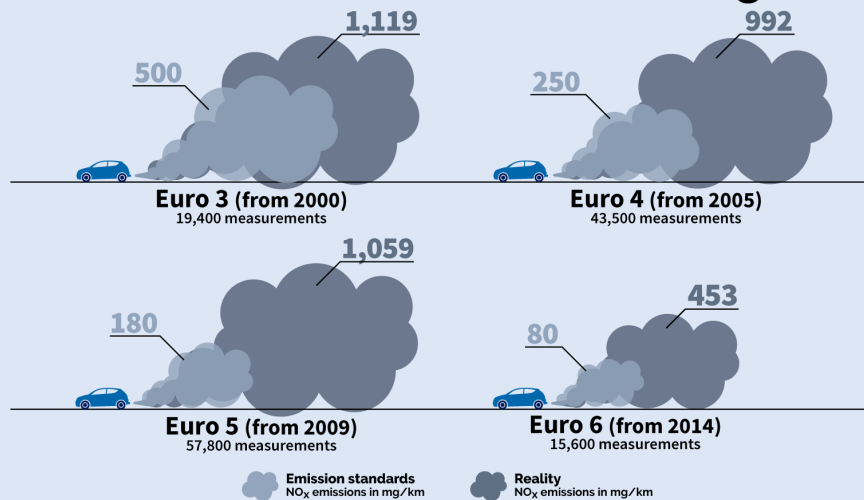 1,119
500
Euro 3 (from 2000)
19,400 measurements
992
250
Euro 4 (from 2005)
43,500 measurements
1,059
180
Euro 5 (from 2009)
57,800 measurements
453
80
Euro 6 (from 2014)
15,600 measurements
Emission standards
NOx emissions in mg/km
Reality
NOx emissions in mg/km